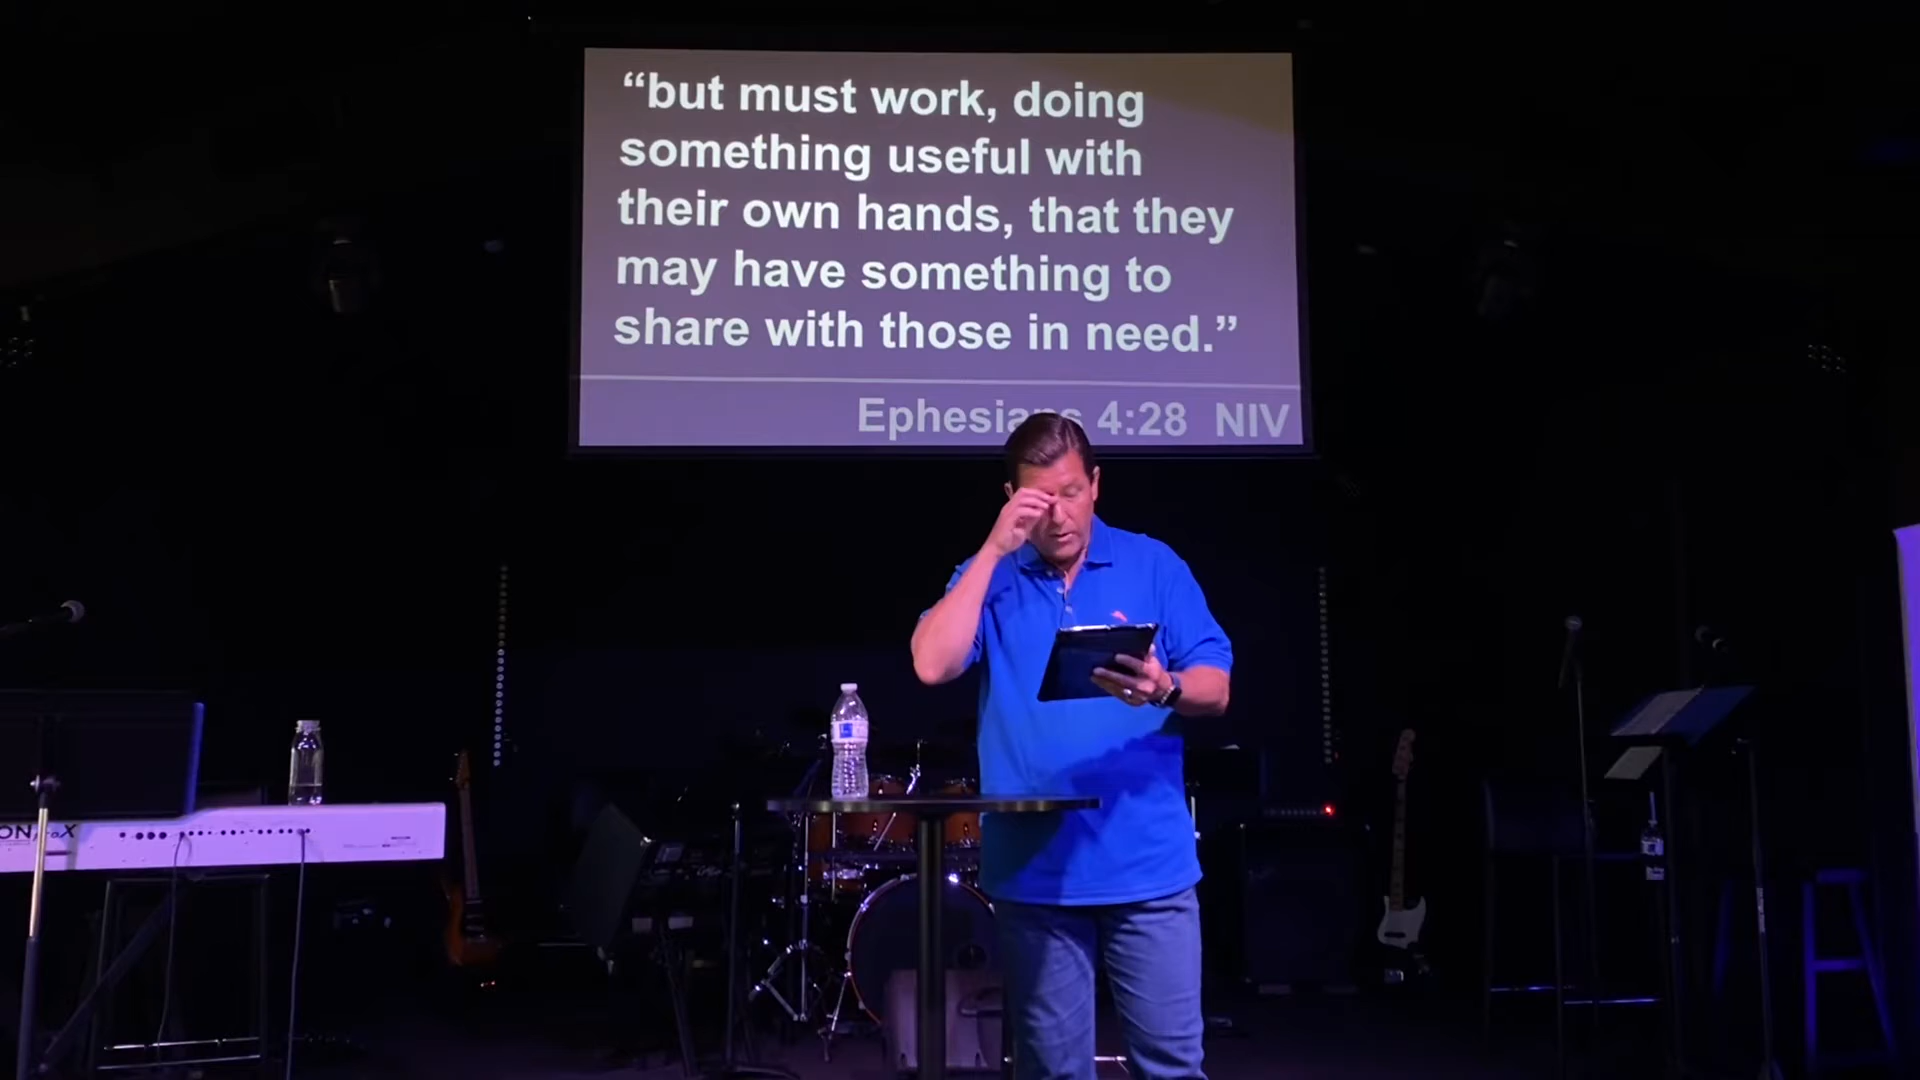 “but must work, doing
something useful with
their own hands, that they
may have something to
share with those in need.”
Ephesians 4:28 NIV